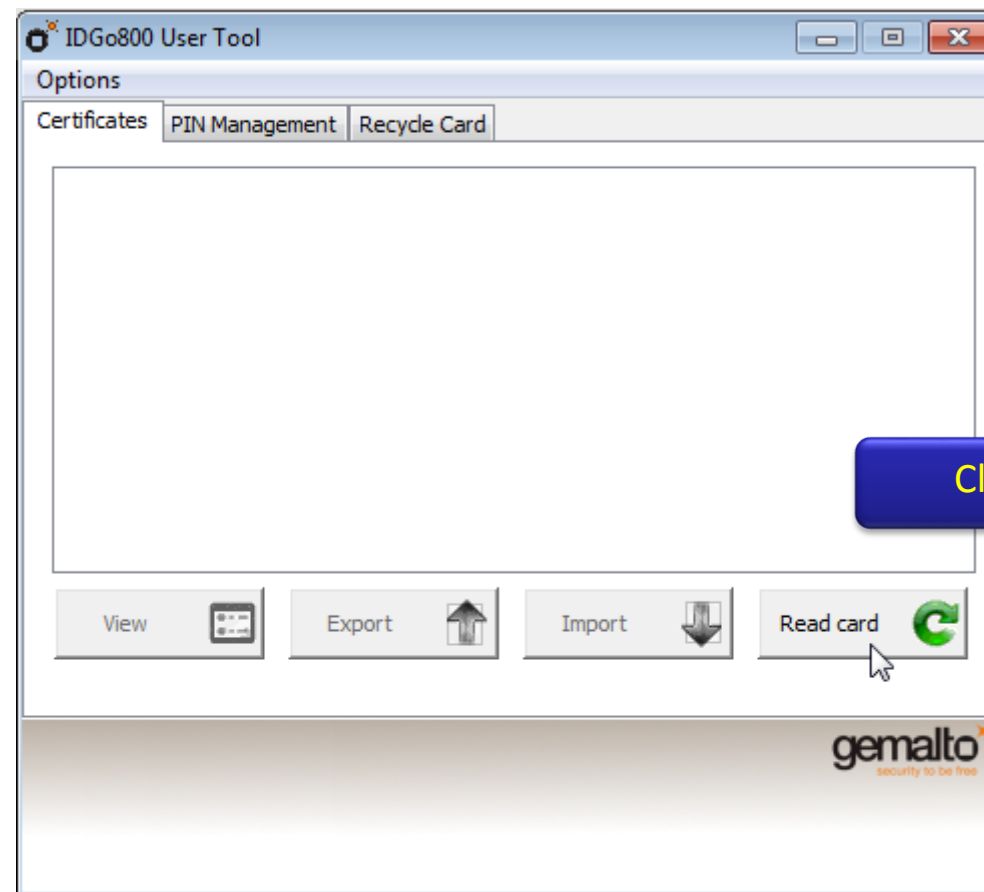 IDGo800 User Tool
Options
Certificates PIN Management Recycle Card
Cl
View Export Import Read card
gemalto
security to be free